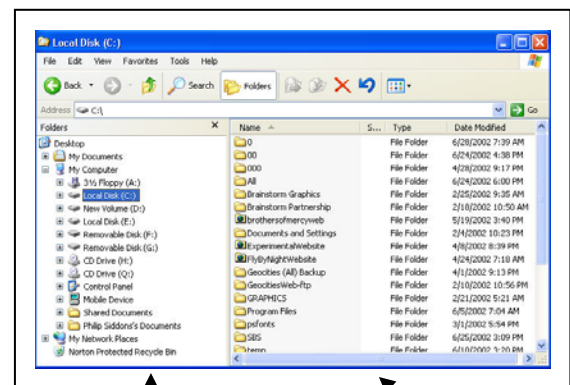 Local Disk (C:)
File Edit View Favorites Tools Help
Back Search Folders
Address C:\ Go
Folders x Name S... Type Date Modified
Desktop
My Documents
My Computer
3½ Floppy (A:)
Local Disk (C:)
New Volume (D:)
Local Disk (E:)
Removable Disk (F:)
Removable Disk (G:)
CD Drive (H:)
CD Drive (Q:)
Control Panel
Mobile Device
Shared Documents
Philip Siddons's Documents
My Network Places
Norton Protected Recycle Bin
0 File Folder 6/28/2002 7:39 AM
00 File Folder 6/24/2002 4:38 PM
000 File Folder 4/28/2002 9:17 PM
All File Folder 6/24/2002 6:00 PM
Brainstorm Graphics File Folder 2/25/2002 9:35 AM
Brainstorm Partnership File Folder 2/18/2002 10:50 AM
brothersofmercyweb File Folder 5/19/2002 3:40 PM
Documents and Settings File Folder 2/4/2002 10:23 PM
ExperimentalWebsite File Folder 4/8/2002 8:39 PM
FlyByNightWebsite File Folder 4/24/2002 7:18 AM
Geocities (All) Backup File Folder 4/1/2002 9:13 PM
GeocitiesWeb-ftp File Folder 2/10/2002 10:56 PM
GRAPHICS File Folder 2/21/2002 5:21 AM
Program Files File Folder 6/5/2002 7:04 AM
psfonts File Folder 3/1/2002 5:54 PM
SBS File Folder 6/25/2002 3:09 PM
temp File Folder 6/10/2002 3:20 PM